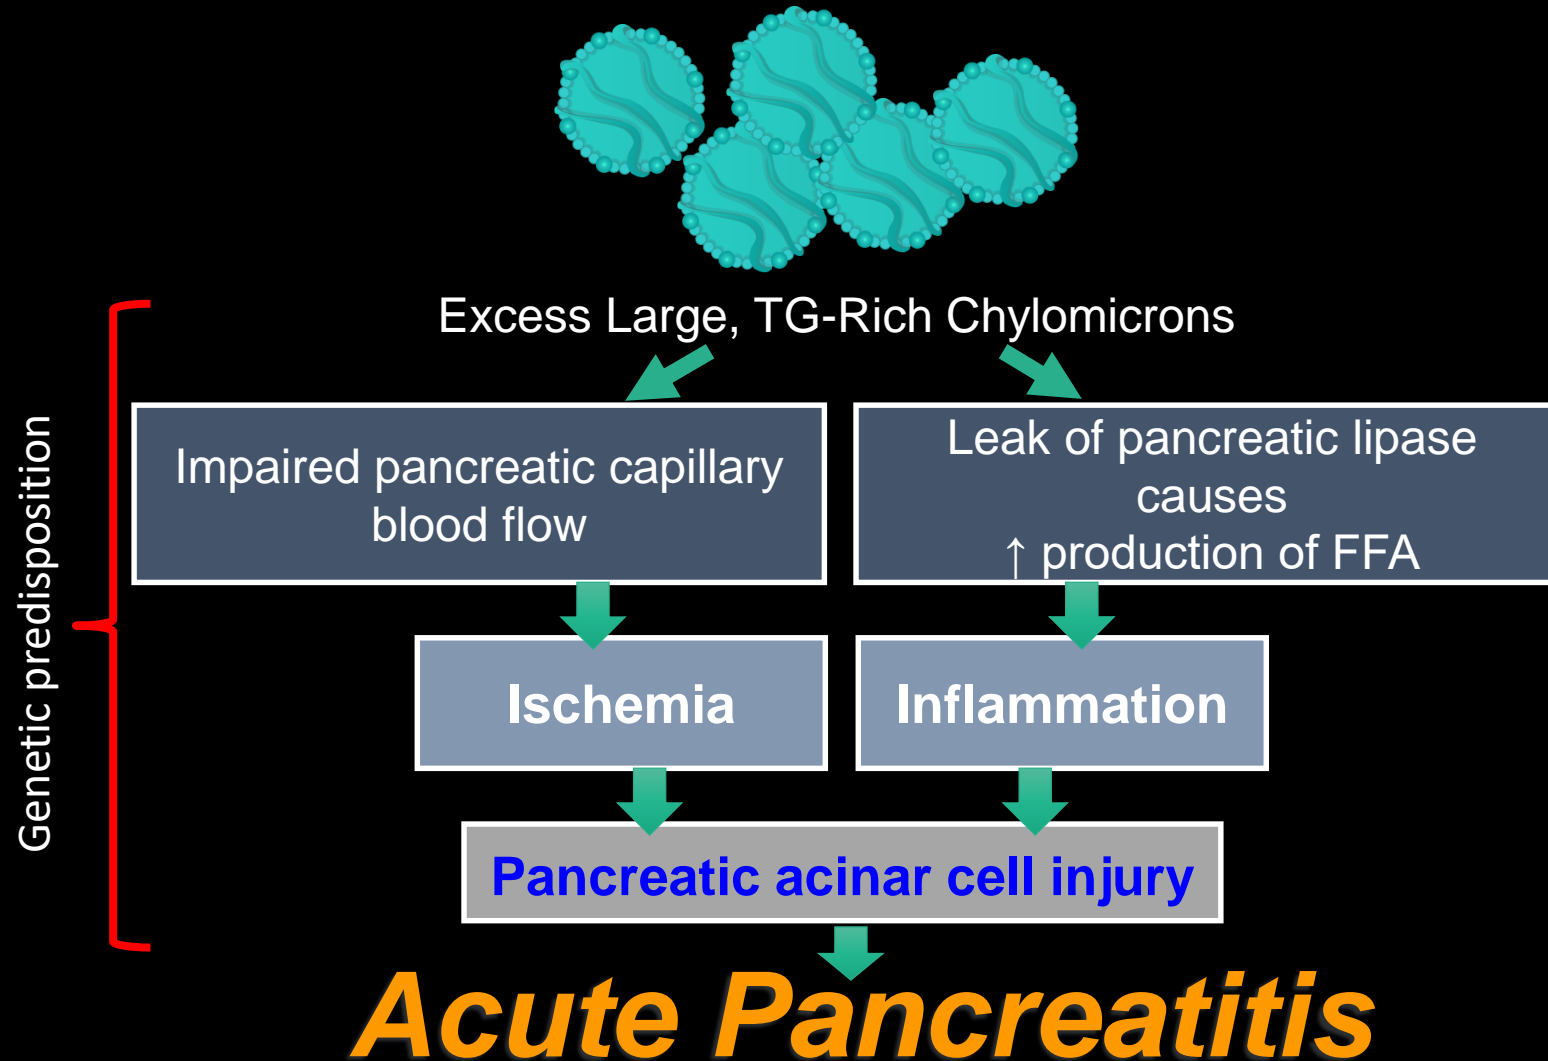 Excess Large, TG-Rich Chylomicrons
Genetic predisposition
Impaired pancreatic capillary
blood flow
Leak of pancreatic lipase
causes
↑ production of FFA
Ischemia
Inflammation
Pancreatic acinar cell injury
Acute Pancreatitis